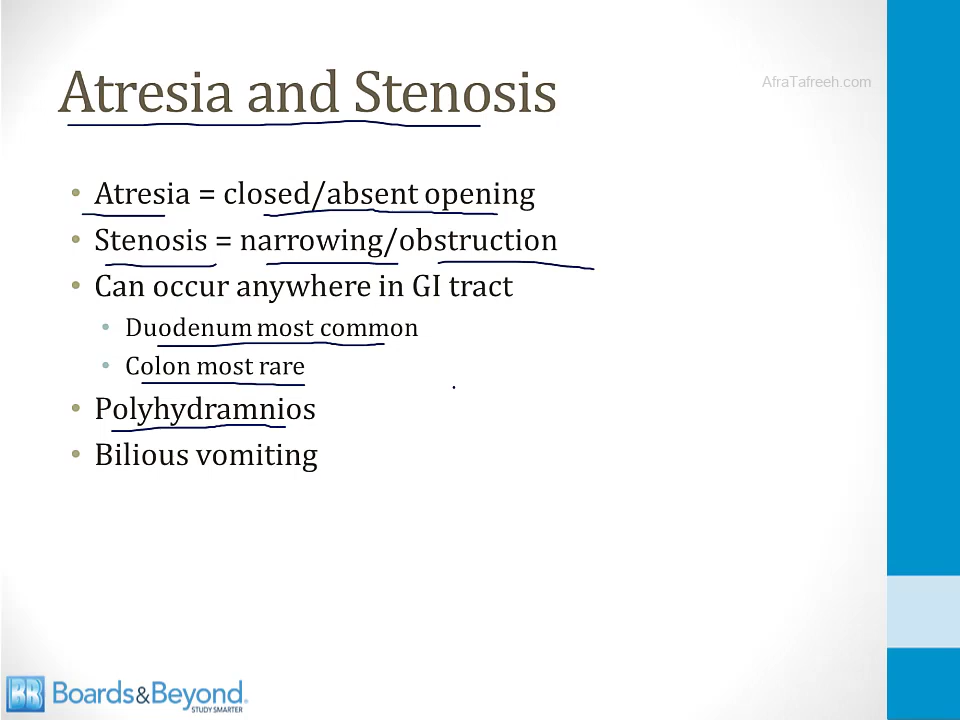 Atresia and Stenosis
AfraTafreeh.com
• Atresia = closed/absent opening
• Stenosis = narrowing/obstruction
• Can occur anywhere in GI tract
• Duodenum most common
• Colon most rare
• Polyhydramnios
• Bilious vomiting
BB Boards&Beyond.
STUDY SMARTER